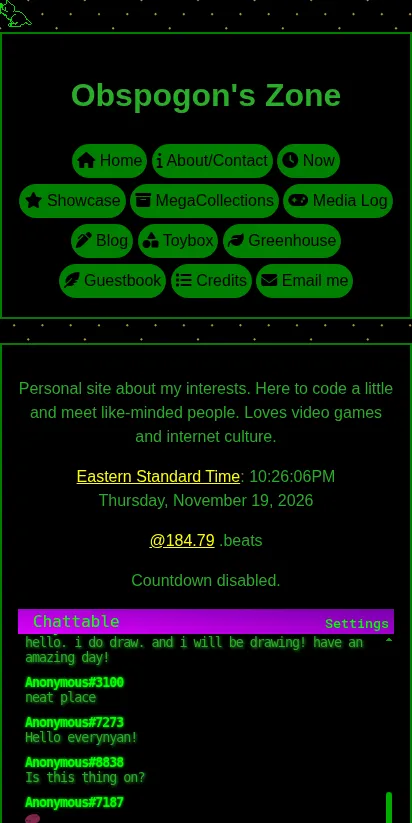 Obspogon's Zone
Home About/Contact Now
Showcase MegaCollections Media Log
Blog Toybox Greenhouse
Guestbook Credits Email me
Personal site about my interests. Here to code a little
and meet like-minded people. Loves video games
and internet culture.
Eastern Standard Time: 10:26:06PM
Thursday, November 19, 2026
@184.79 .beats
Countdown disabled.
Chattable Settings
hello. i do draw. and i will be drawing! have an
amazing day!
Anonymous#3100
neat place
Anonymous#7273
Hello everynyan!
Anonymous#8838
Is this thing on?
Anonymous#7187